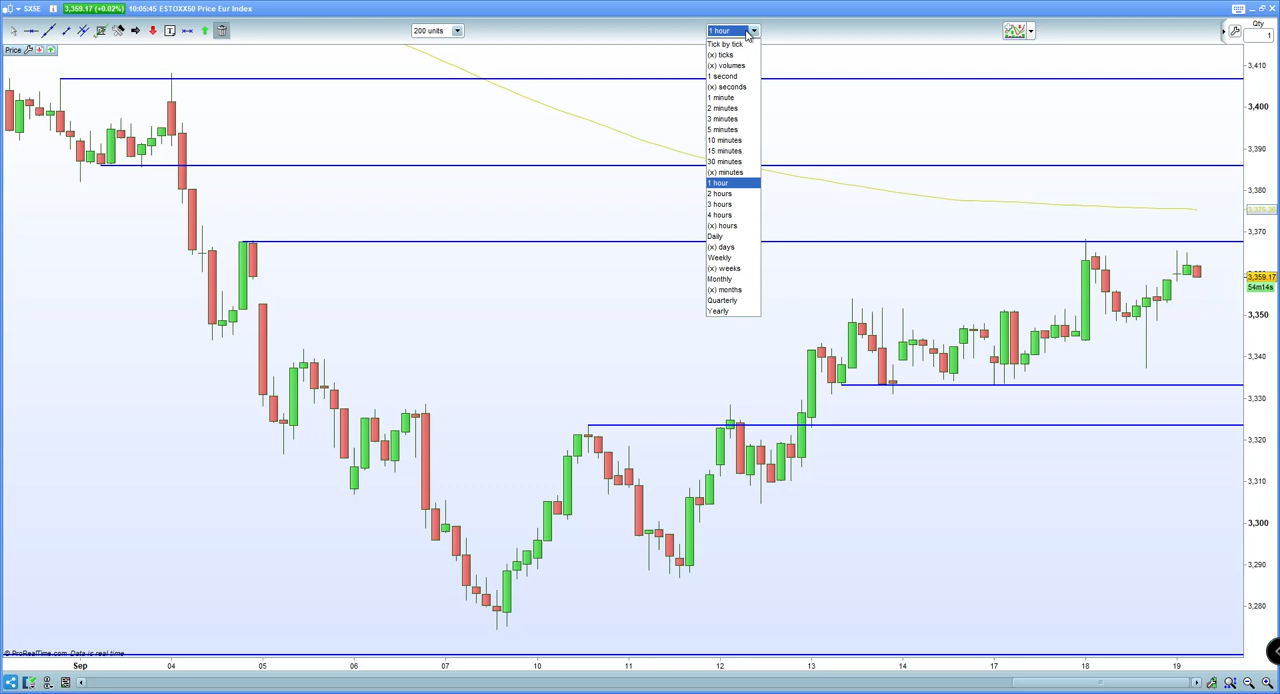 SX5E 3,359.17 (+0.02%) 10:05:45 ESTOXX50 Price Eur Index
200 units
1 hour
Qty
1
Price
Tick by tick
(x) ticks
(x) volumes
1 second
(x) seconds
1 minute
2 minutes
3 minutes
5 minutes
10 minutes
15 minutes
30 minutes
(x) minutes
1 hour
2 hours
3 hours
4 hours
(x) hours
Daily
(x) days
Weekly
(x) weeks
Monthly
(x) months
Quarterly
Yearly
3,410
3,400
3,390
3,380
3,370
3,359.17
54m14s
3,350
3,340
3,330
3,320
3,310
3,300
3,290
3,280
© ProRealTime.com Data is real time
Sep 04 05 06 07 10 11 12 13 14 17 18 19